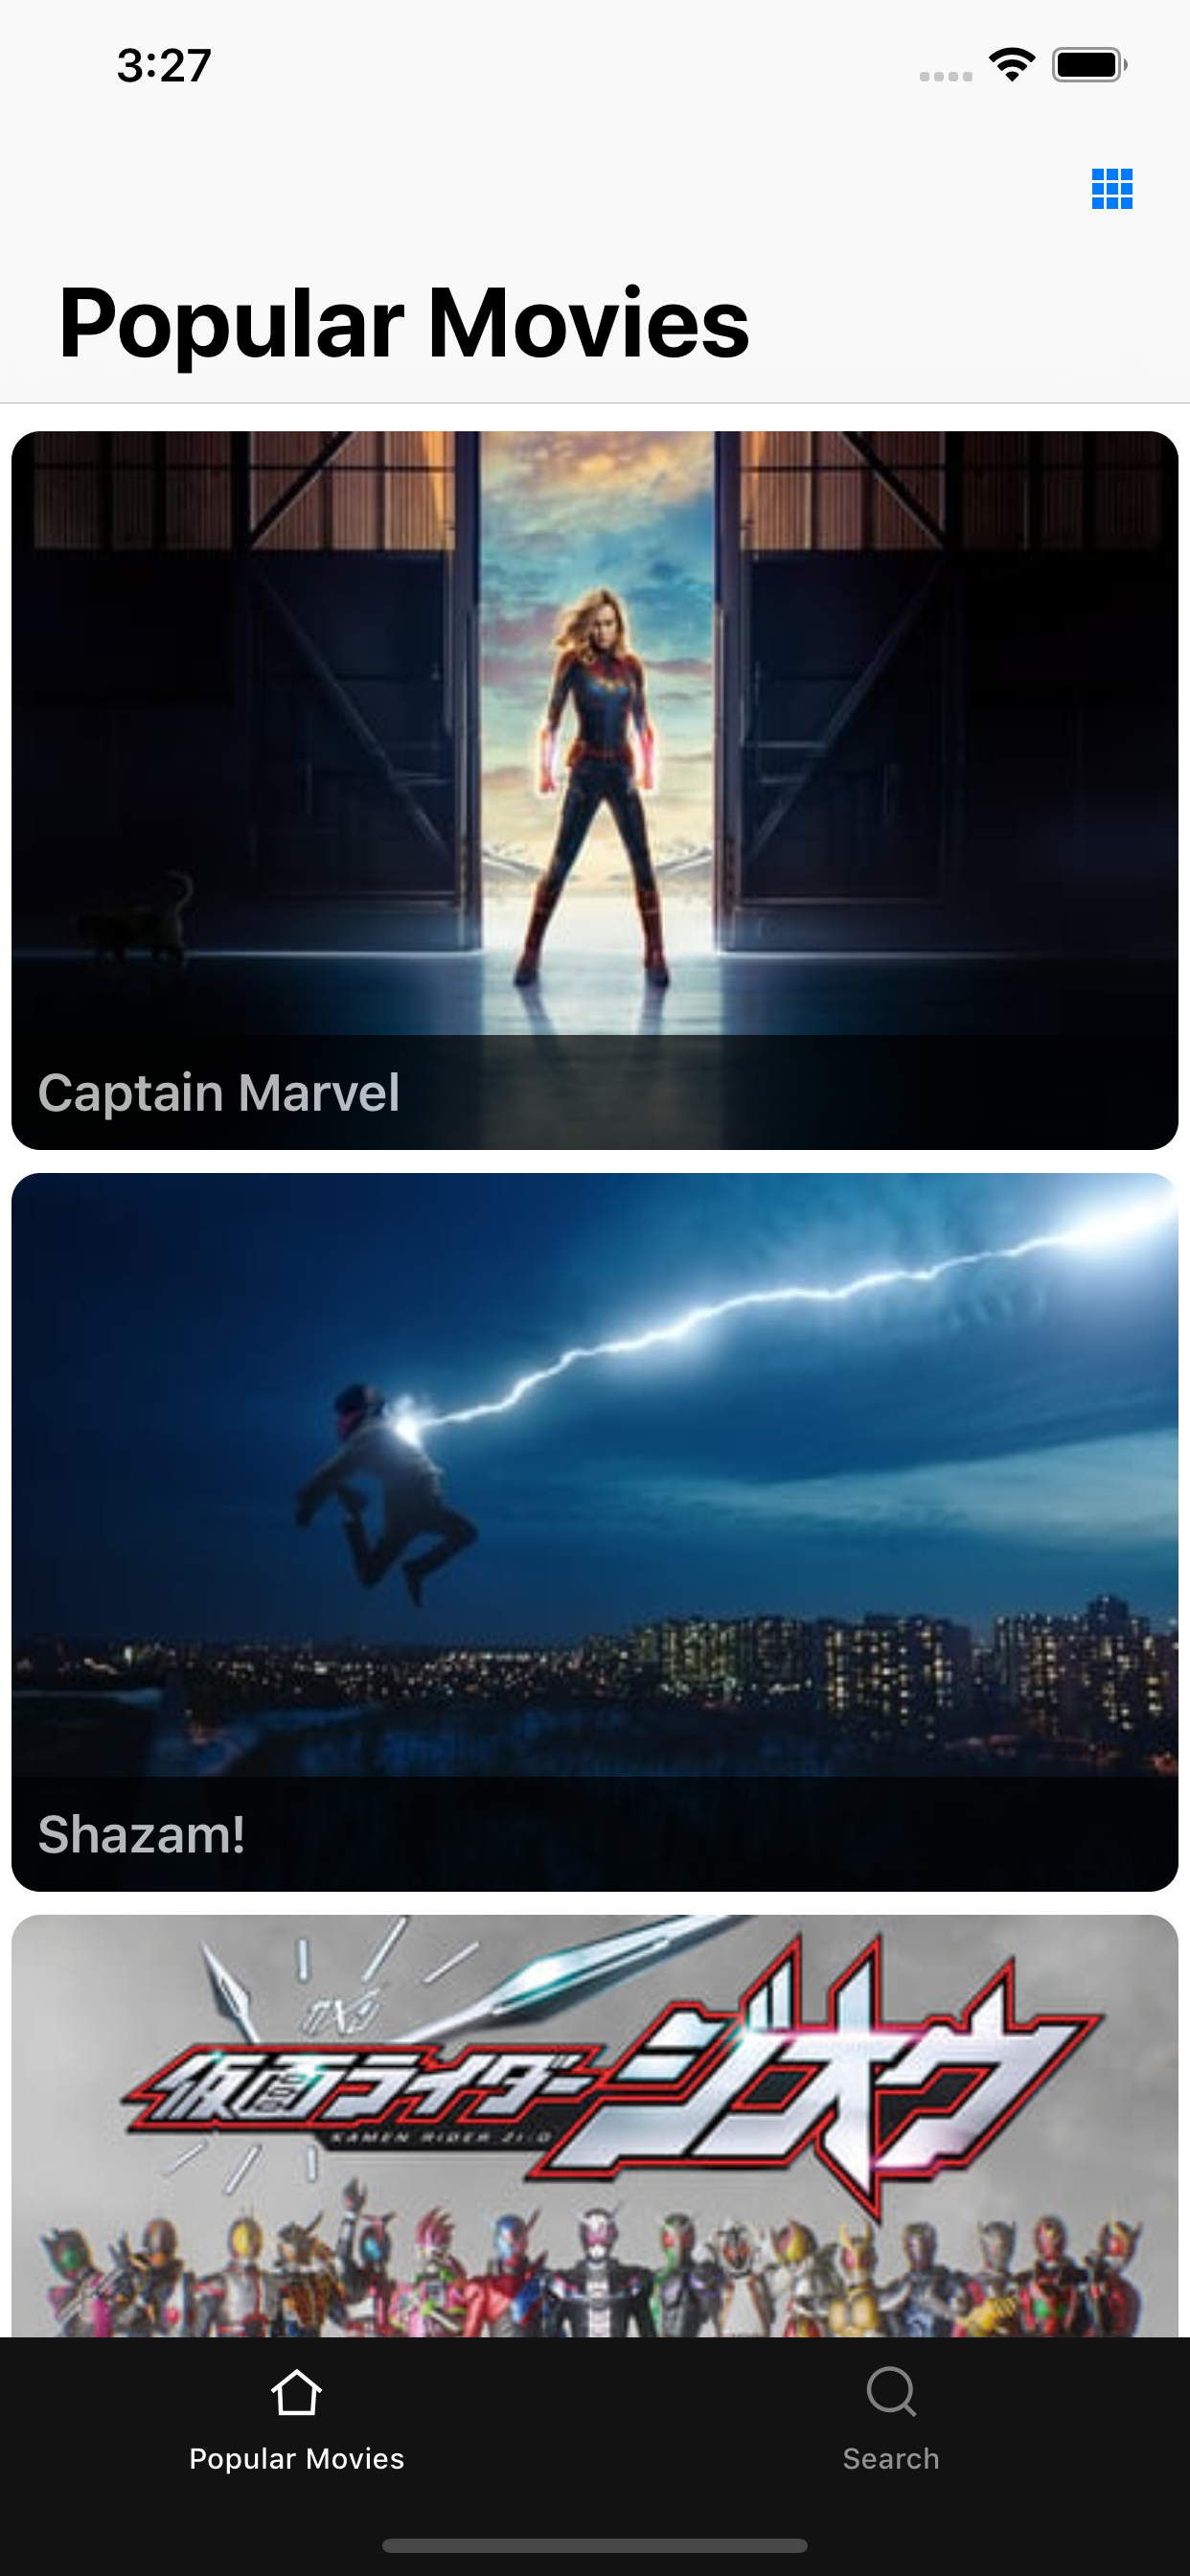 3:27
Popular Movies
Captain Marvel
Shazam!
仮面ライダージオウ
KAMEN RIDER ZI-O
Popular Movies
Search